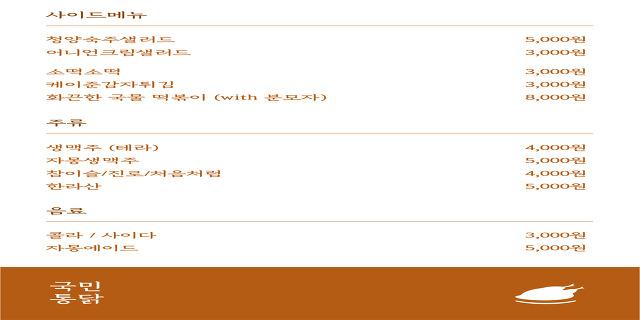 사이드메뉴
청양숙주샐러드 5,000원
어니언크림샐러드 3,000원
소떡소떡 3,000원
케이준감자튀김 3,000원
화끈한 국물 떡볶이 (with 분모자) 8,000원
주류
생맥주 (테라) 4,000원
자몽생맥주 5,000원
참이슬/진로/처음처럼 4,000원
한라산 5,000원
음료
콜라 / 사이다 3,000원
자몽에이드 5,000원
국민
통닭